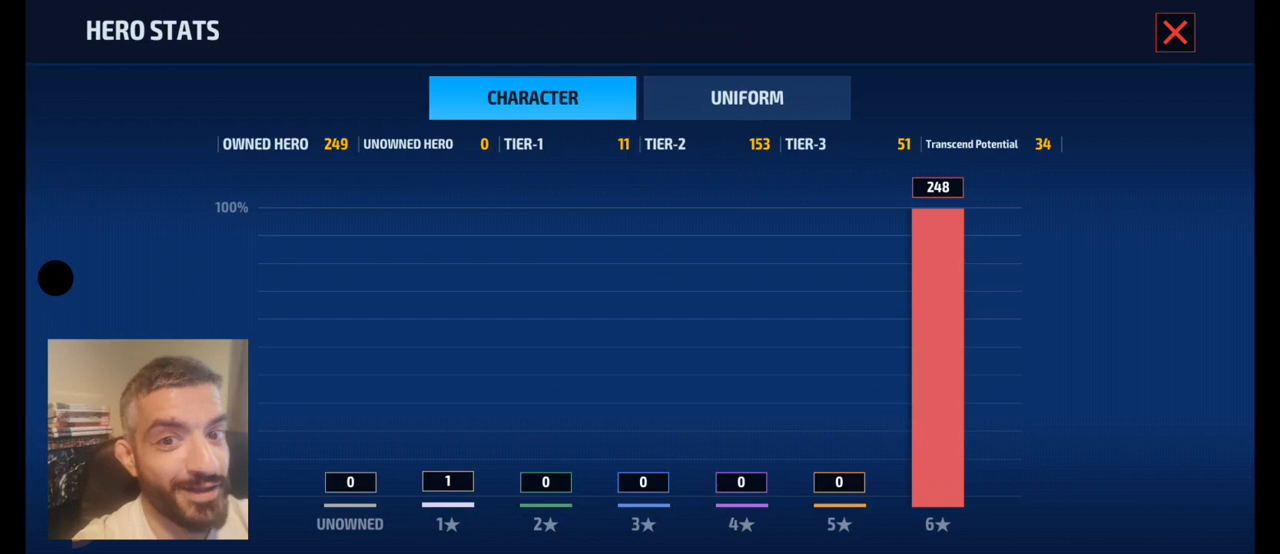 HERO STATS
CHARACTER UNIFORM
OWNED HERO 249 UNOWNED HERO 0 TIER-1 11 TIER-2 153 TIER-3 51 Transcend Potential 34
248
100%
0 1 0 0 0 0
UNOWNED 1★ 2★ 3★ 4★ 5★ 6★